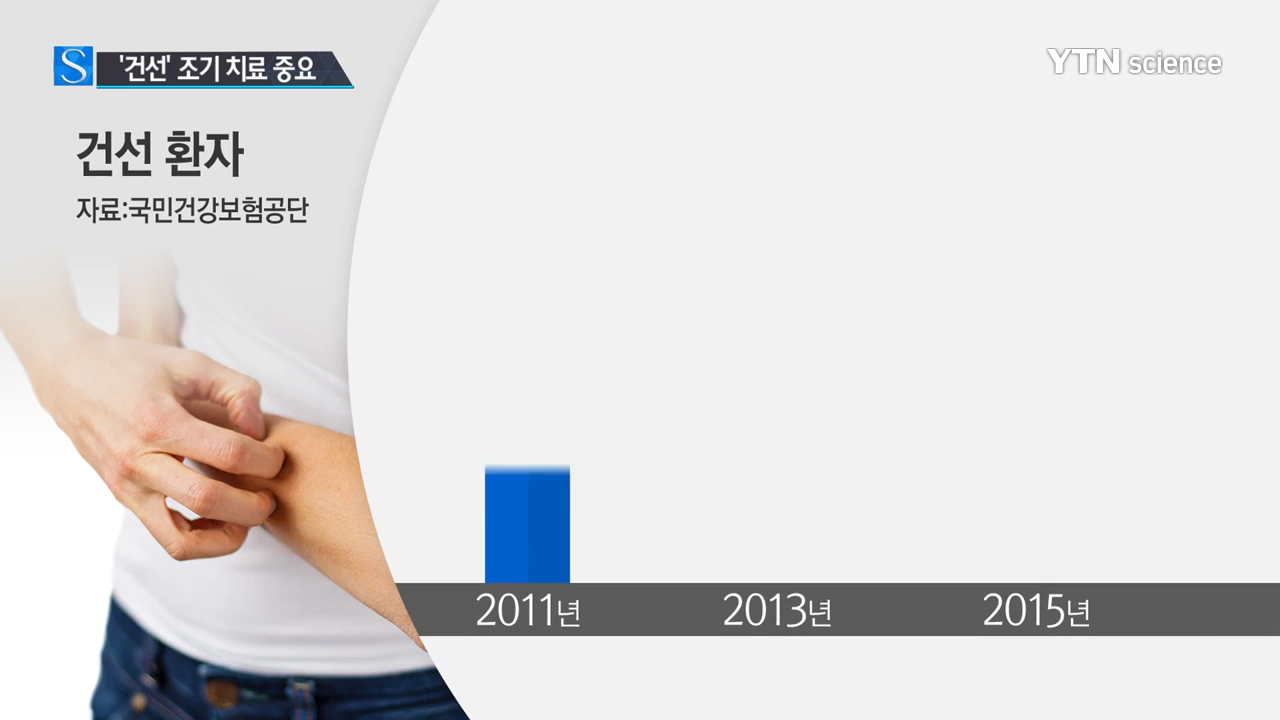 S '건선' 조기 치료 중요
YTN science
건선 환자
자료:국민건강보험공단
2011년 2013년 2015년